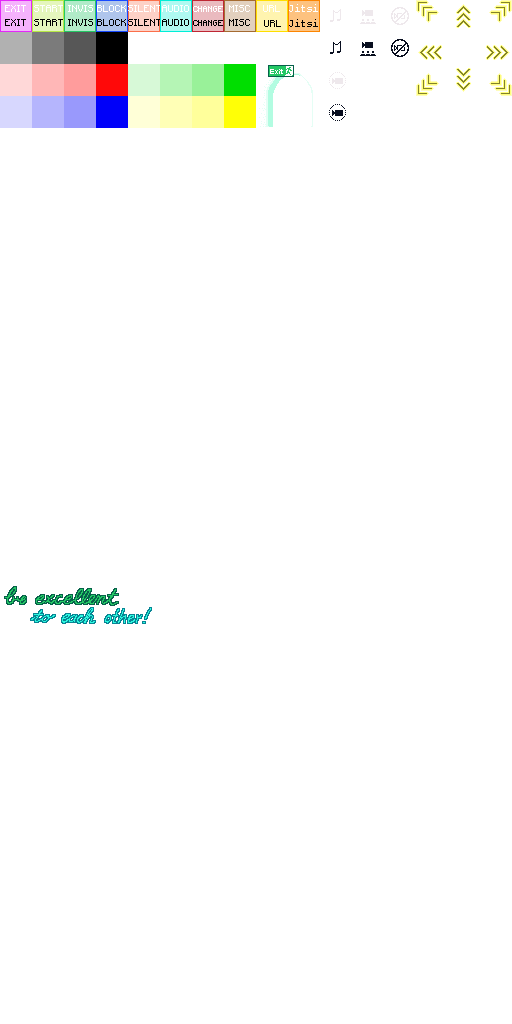 EXIT START INVIS BLOCK SILENT AUDIO CHANGE MISC URL Jitsi
EXIT START INVIS BLOCK SILENT AUDIO CHANGE MISC URL Jitsi
Exit
be excellent
to each other!